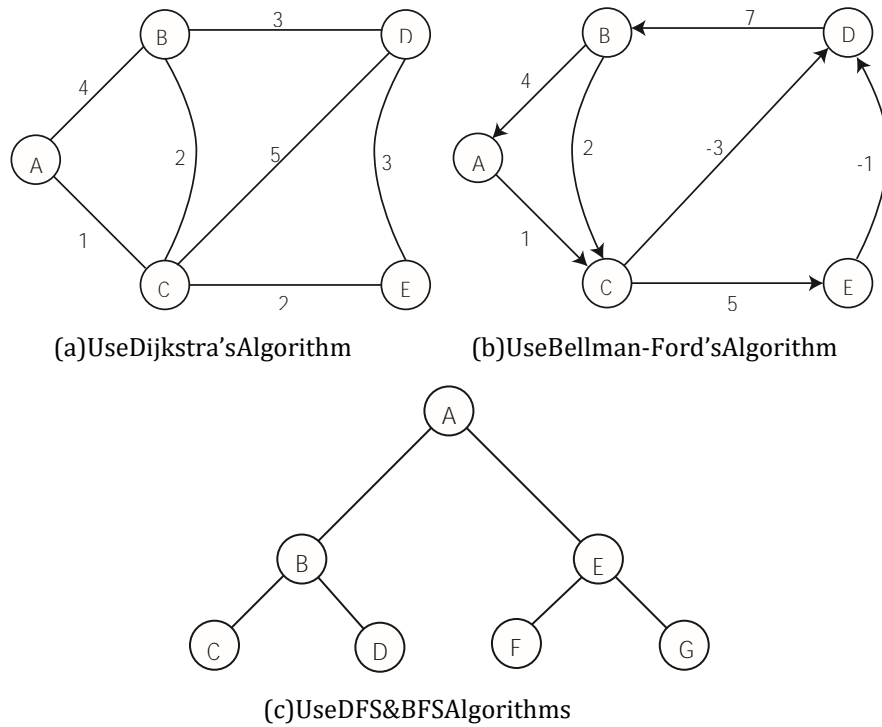 3
B
D
4
A
2
5
3
1
C
E
2
(a)UseDijkstra'sAlgorithm
7
B
D
4
A
2
-3
-1
1
C
E
5
(b)UseBellman-Ford'sAlgorithm
A
B
E
C
D
F
G
(c)UseDFS&BFSAlgorithms